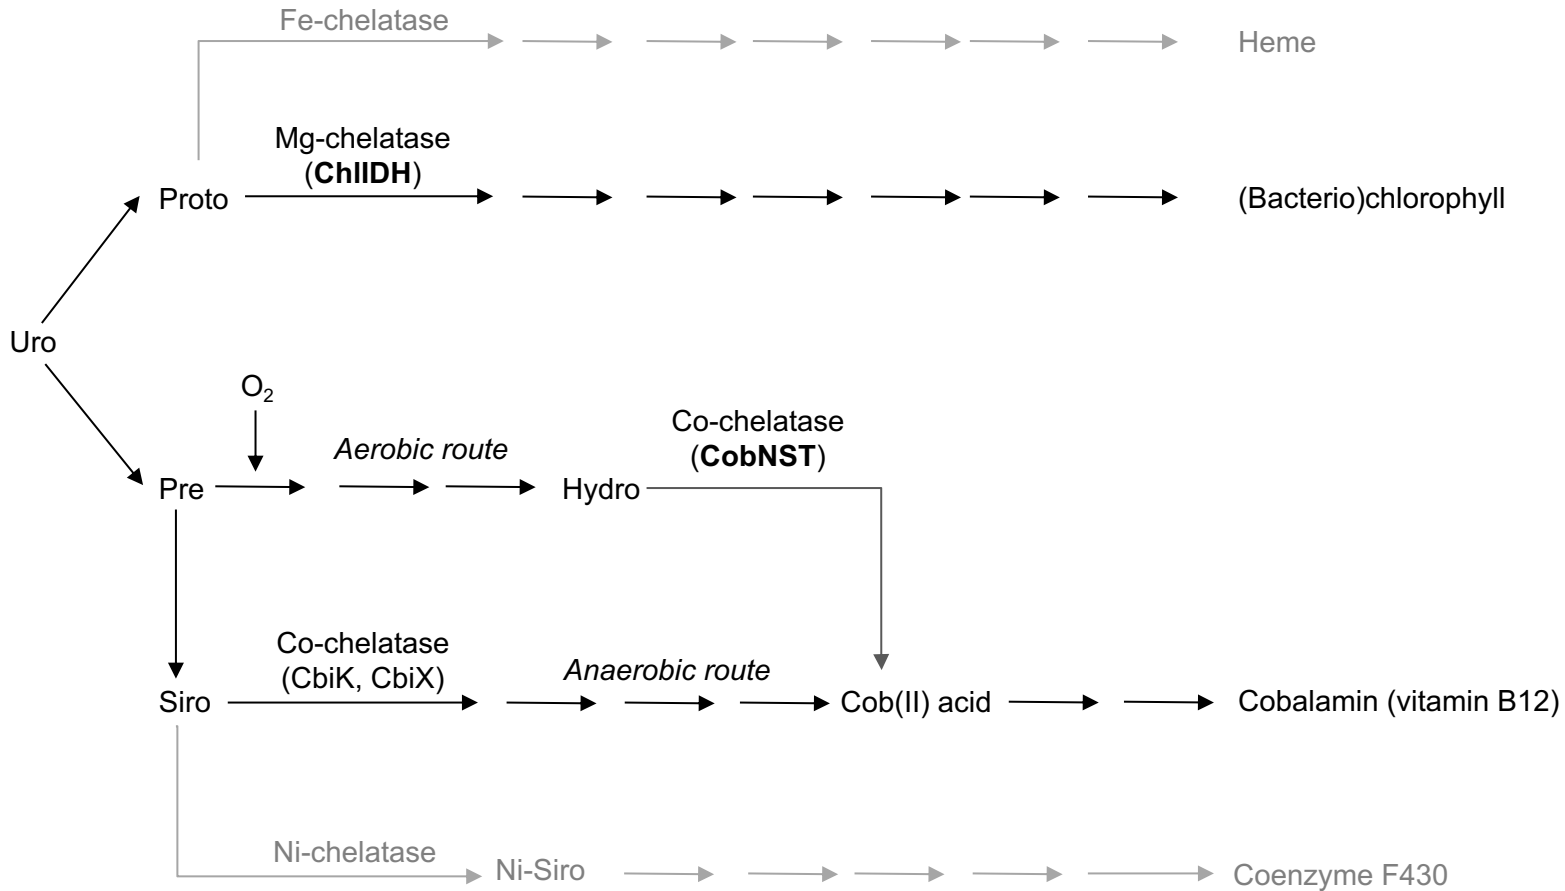 Fe-chelatase
Heme
Mg-chelatase
(ChlIDH)
Proto
(Bacterio)chlorophyll
Uro
O₂
Aerobic route
Co-chelatase
(CobNST)
Pre
Hydro
Co-chelatase
(CbiK, CbiX)
Anaerobic route
Siro
Cob(II) acid
Cobalamin (vitamin B12)
Ni-chelatase
Ni-Siro
Coenzyme F430